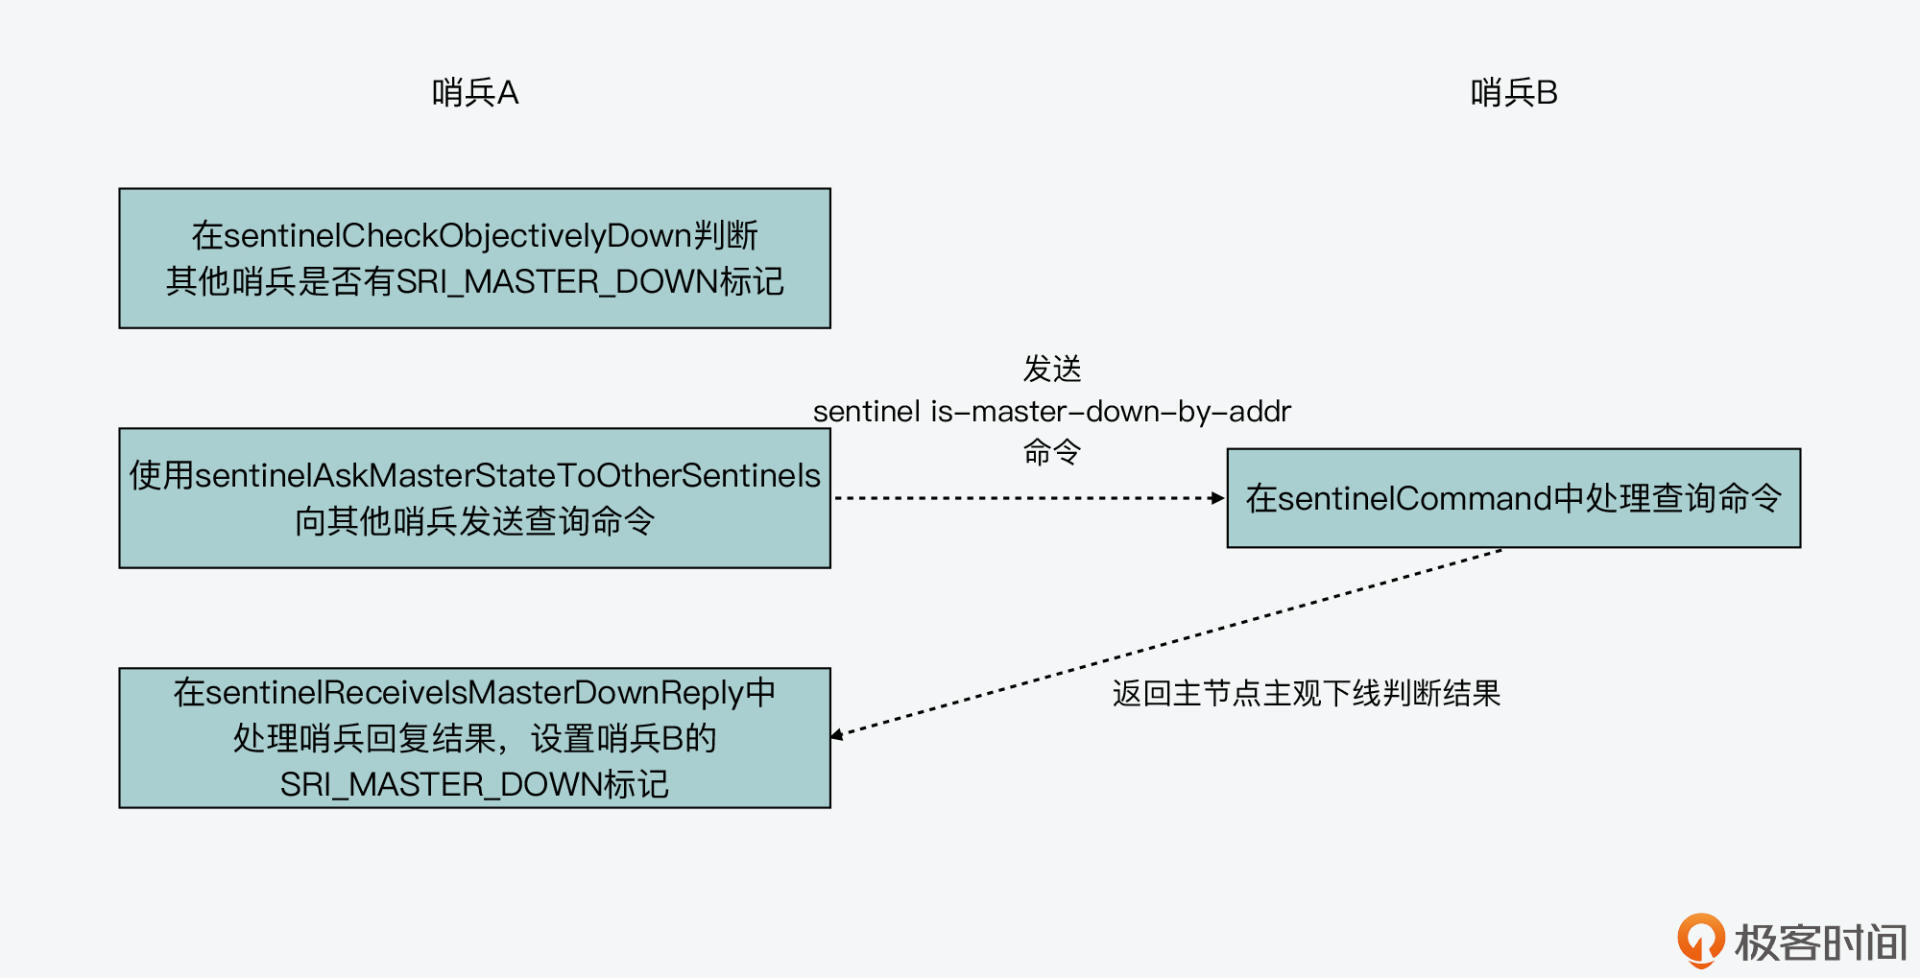 哨兵A
哨兵B
在sentinelCheckObjectivelyDown判断
其他哨兵是否有SRI_MASTER_DOWN标记
发送
sentinel is-master-down-by-addr
命令
使用sentinelAskMasterStateToOtherSentinels
向其他哨兵发送查询命令
在sentinelCommand中处理查询命令
在sentinelReceiveIsMasterDownReply中
处理哨兵回复结果，设置哨兵B的
SRI_MASTER_DOWN标记
返回主节点主观下线判断结果
极客时间